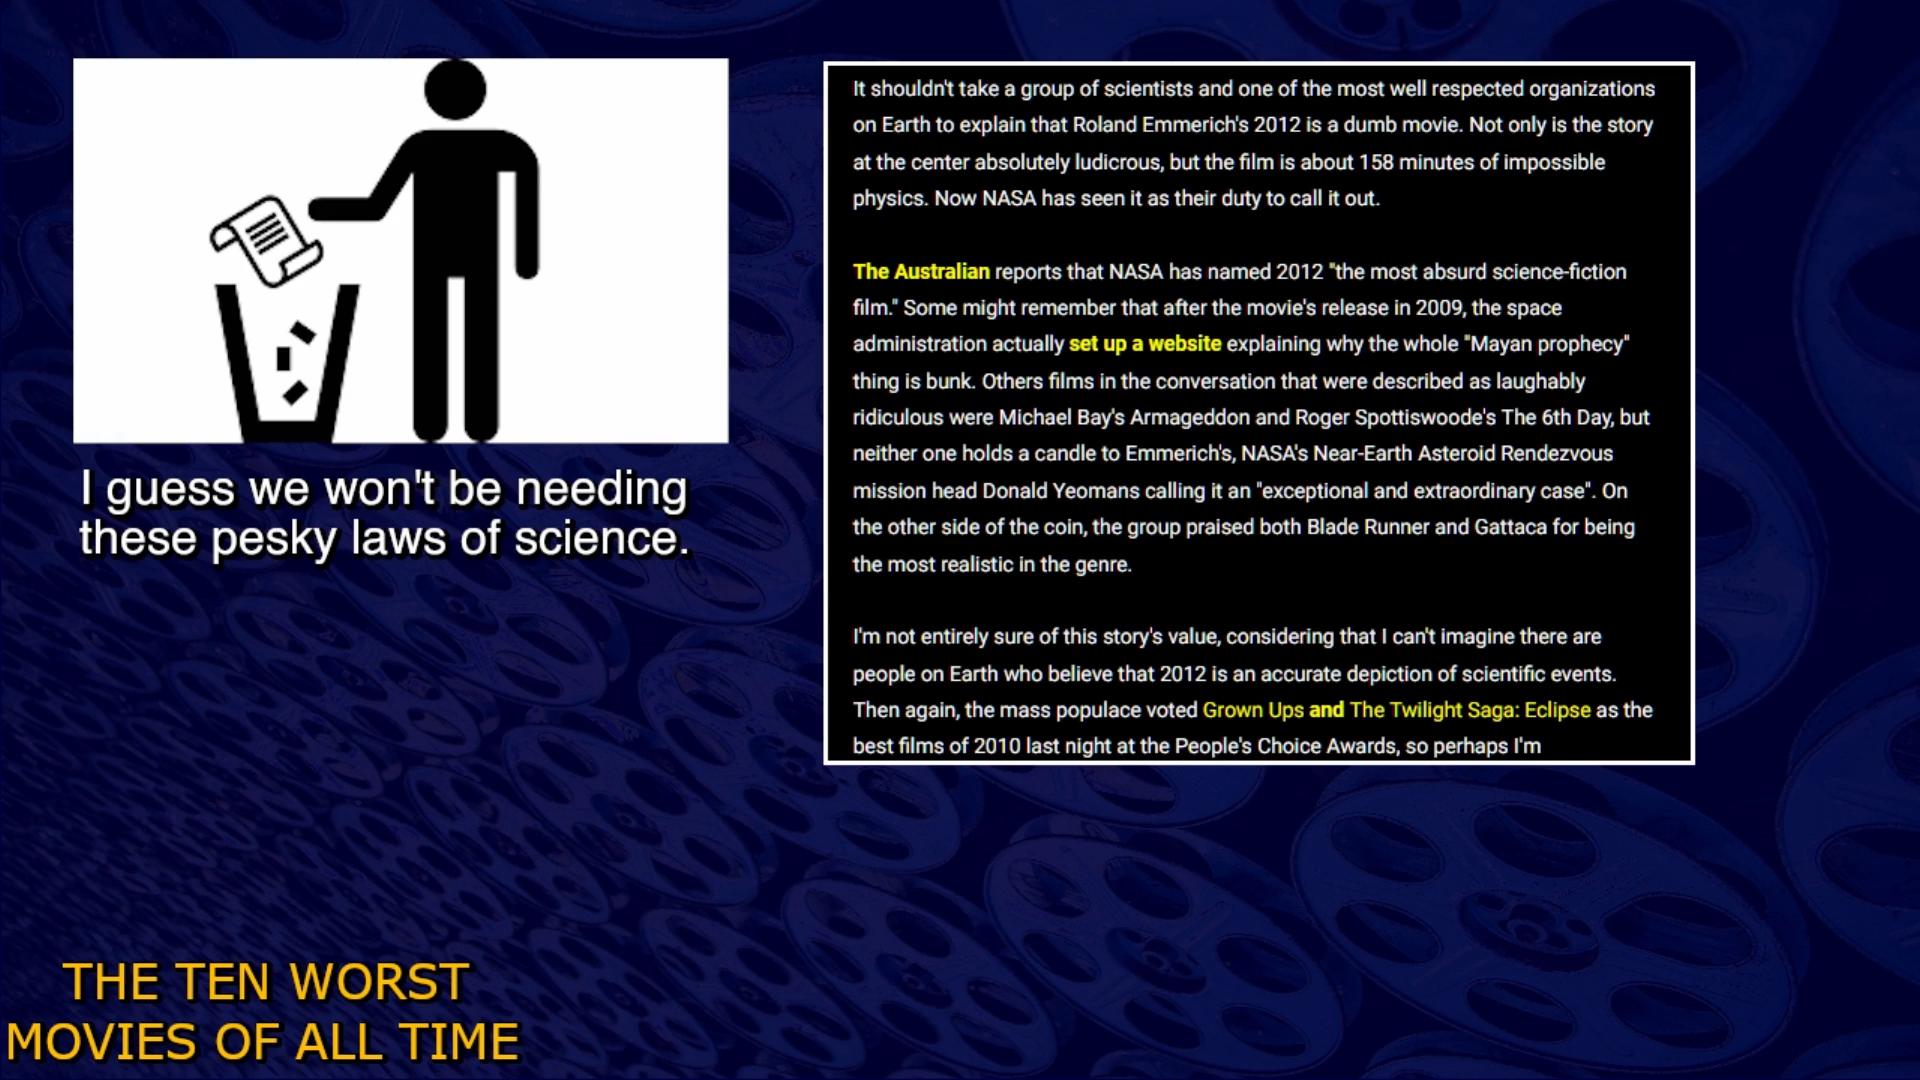 I guess we won't be needing
these pesky laws of science.
It shouldn't take a group of scientists and one of the most well respected organizations
on Earth to explain that Roland Emmerich's 2012 is a dumb movie. Not only is the story
at the center absolutely ludicrous, but the film is about 158 minutes of impossible
physics. Now NASA has seen it as their duty to call it out.
The Australian reports that NASA has named 2012 "the most absurd science-fiction
film." Some might remember that after the movie's release in 2009, the space
administration actually set up a website explaining why the whole "Mayan prophecy"
thing is bunk. Others films in the conversation that were described as laughably
ridiculous were Michael Bay's Armageddon and Roger Spottiswoode's The 6th Day, but
neither one holds a candle to Emmerich's, NASA's Near-Earth Asteroid Rendezvous
mission head Donald Yeomans calling it an "exceptional and extraordinary case". On
the other side of the coin, the group praised both Blade Runner and Gattaca for being
the most realistic in the genre.
I'm not entirely sure of this story's value, considering that I can't imagine there are
people on Earth who believe that 2012 is an accurate depiction of scientific events.
Then again, the mass populace voted Grown Ups and The Twilight Saga: Eclipse as the
best films of 2010 last night at the People's Choice Awards, so perhaps I'm
THE TEN WORST
MOVIES OF ALL TIME